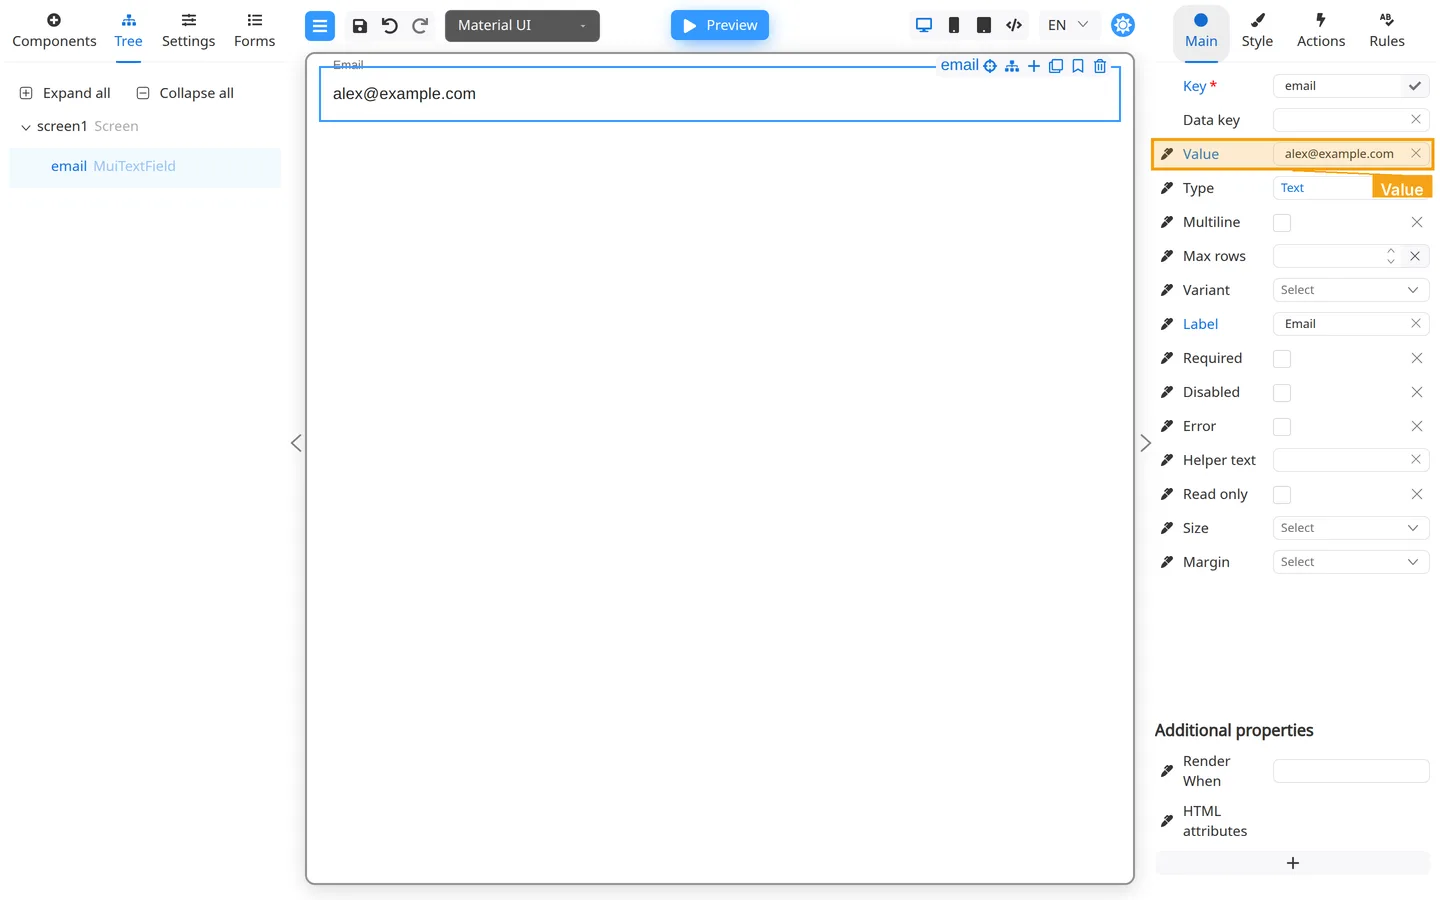 Components
Tree
Settings
Forms
Material UI
Preview
EN
Main
Style
Actions
AB
Rules
Expand all
Collapse all
screen1 Screen
email MuiTextField
Email
email
alex@example.com
Key * email
Data key
Value alex@example.com
Type Text
Value
Multiline
Max rows
Variant Select
Label Email
Required
Disabled
Error
Helper text
Read only
Size Select
Margin Select
Additional properties
Render
When
HTML
attributes